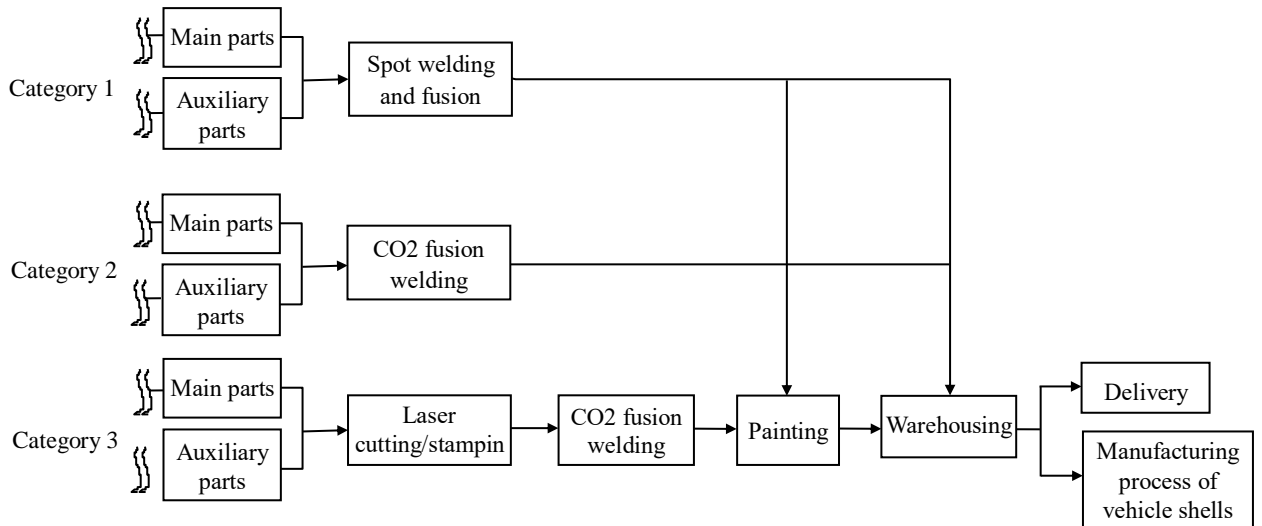 Category 1
Main parts
Auxiliary
parts
Spot welding
and fusion
Category 2
Main parts
Auxiliary
parts
CO2 fusion
welding
Category 3
Main parts
Auxiliary
parts
Laser
cutting/stampin
CO2 fusion
welding
Painting
Warehousing
Delivery
Manufacturing
process of
vehicle shells